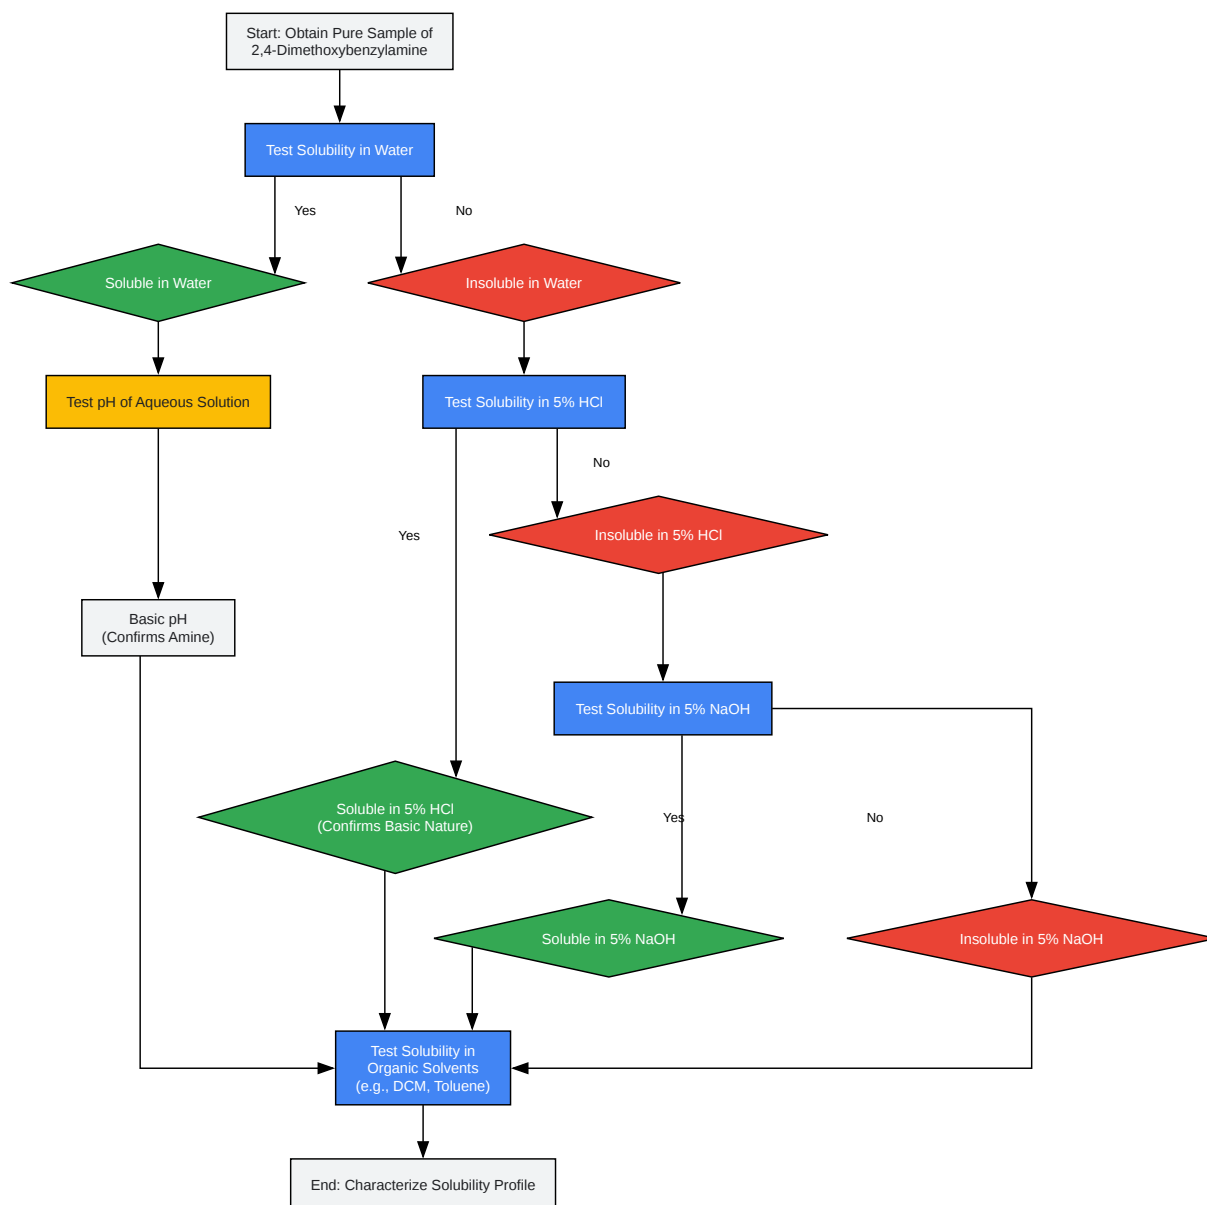 Start: Obtain Pure Sample of
2,4-Dimethoxybenzylamine
Test Solubility in Water
Yes
No
Soluble in Water
Insoluble in Water
Test pH of Aqueous Solution
Test Solubility in 5% HCl
No
Yes
Insoluble in 5% HCl
Basic pH
(Confirms Amine)
Test Solubility in 5% NaOH
Soluble in 5% HCl
(Confirms Basic Nature)
Yes
No
Soluble in 5% NaOH
Insoluble in 5% NaOH
Test Solubility in
Organic Solvents
(e.g., DCM, Toluene)
End: Characterize Solubility Profile